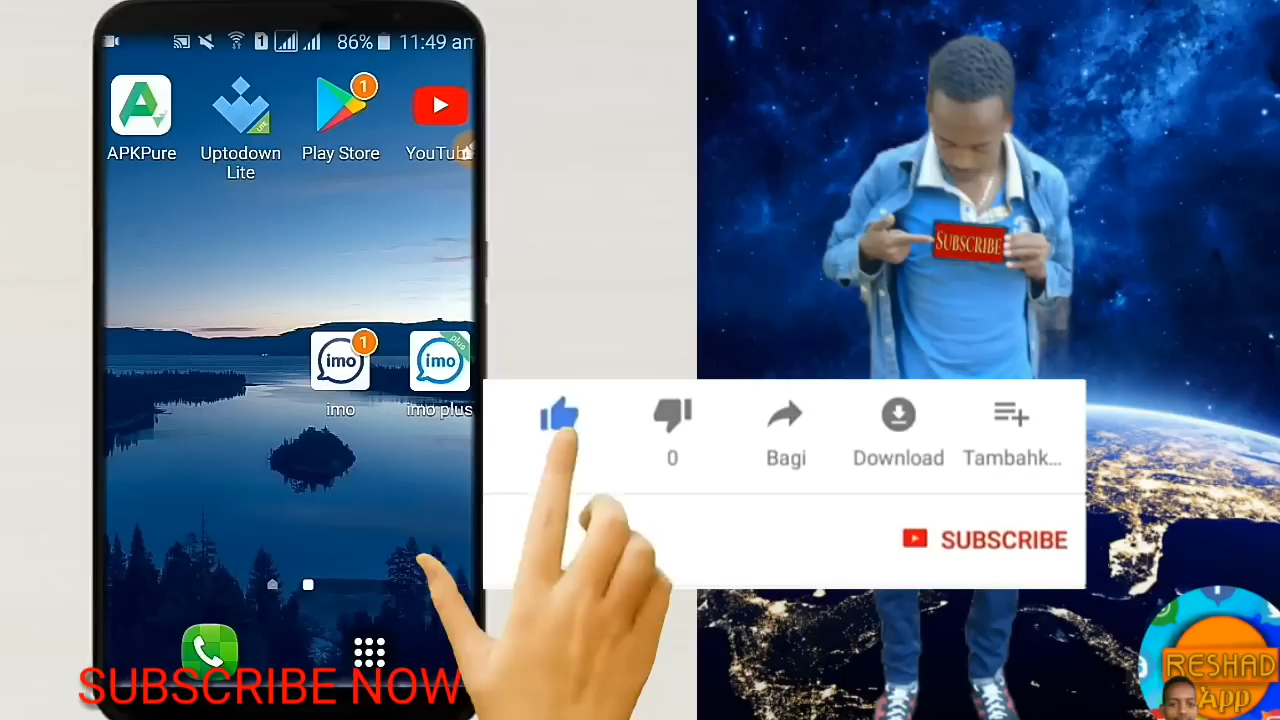 1 86% 11:49 am
APKPure
Uptodown
Lite
1
Play Store
YouTub
imo
1
imo
imo
plus
imo plus
SUBSCRIBE
0
Bagi
Download
Tambahk...
SUBSCRIBE
SUBSCRIBE NOW
RESHAD
App